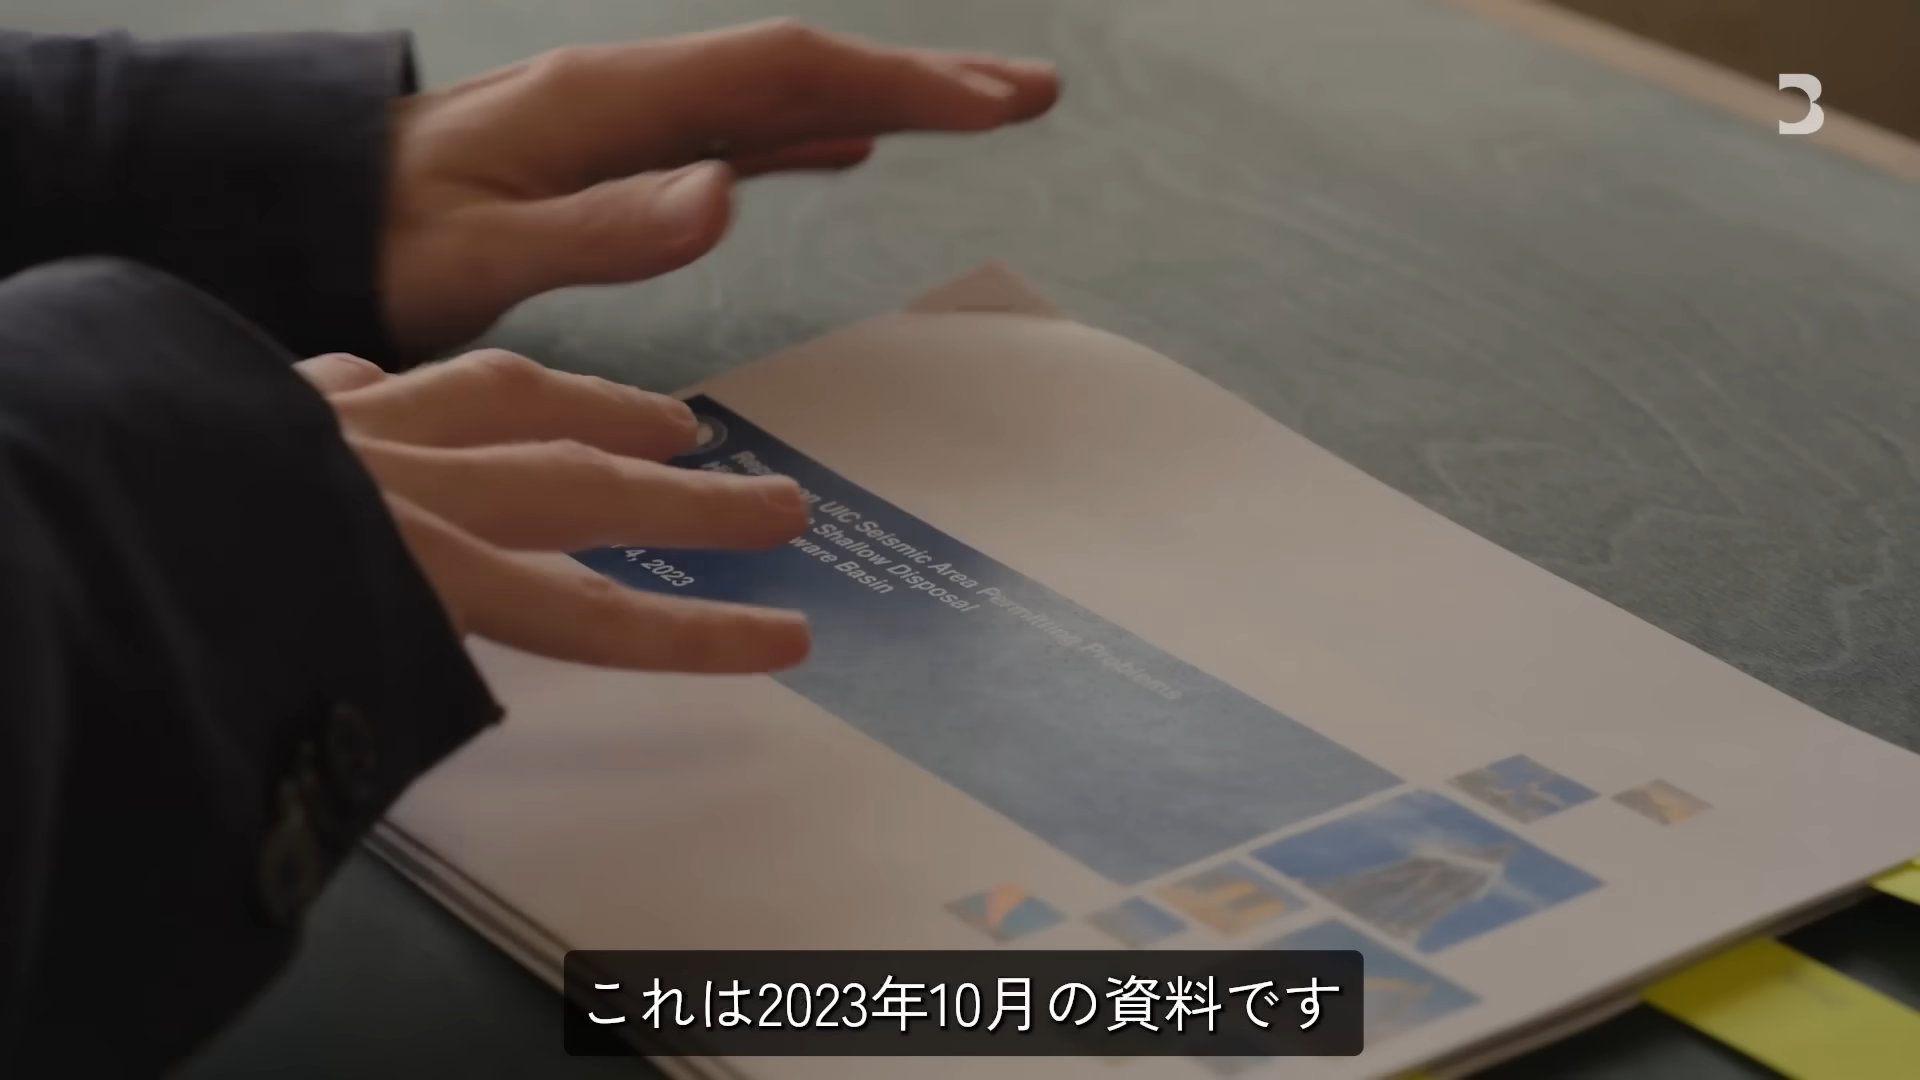 3
UIC Seismic Area Permitting Problems
Shallow Disposal
ware Basin
4, 2023
これは2023年10月の資料です